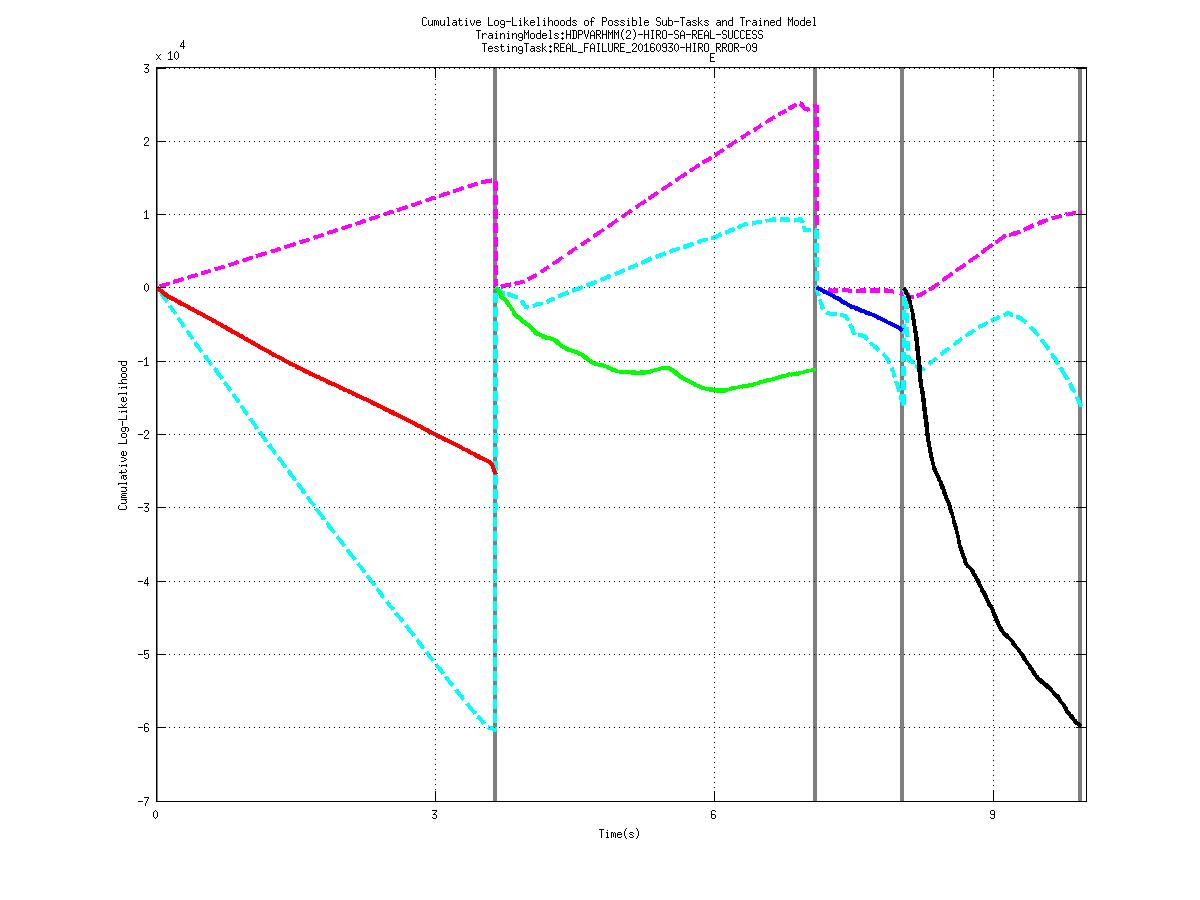 Cumulative Log-Likelihoods of Possible Sub-Tasks and Trained Model
TrainingModels:HDPVARHMM(2)-HIRO-SA-REAL-SUCCESS
TestingTask:REAL_FAILURE_20160930-HIRO_RROR-09
E
x 10 4
3
2
1
0
-1
-2
-3
-4
-5
-6
-7
Cumulative Log-Likelihood
0 3 6 9
Time(s)